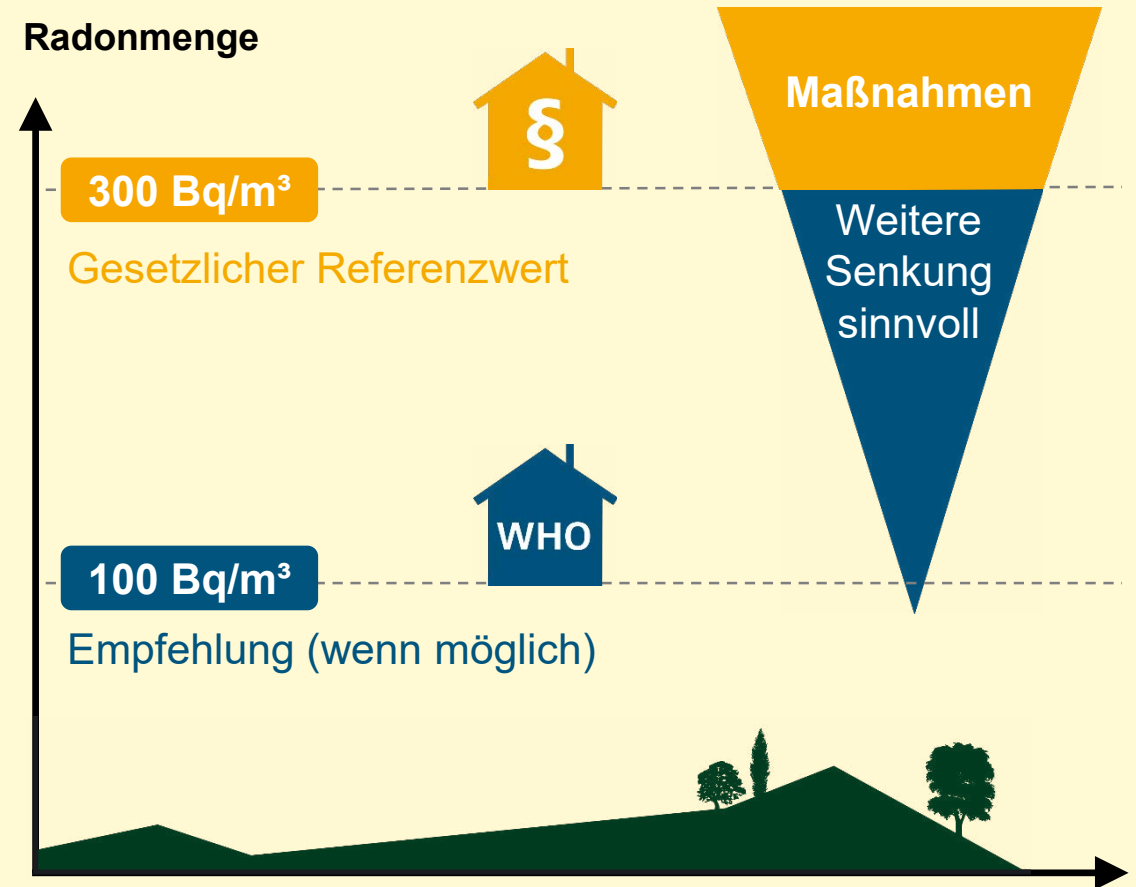 Radonmenge
§
Maßnahmen
300 Bq/m³
Gesetzlicher Referenzwert
Weitere
Senkung
sinnvoll
WHO
100 Bq/m³
Empfehlung (wenn möglich)